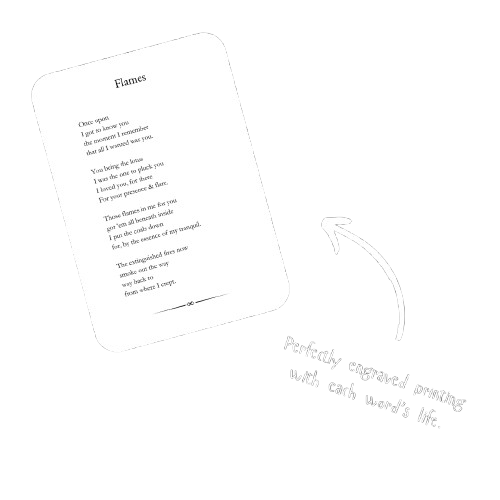 Flames
Once upon
I got to know you
the moment I remember
that all I wanted was you.
You being the lotus
I was the one to pluck you
I loved you, for there
For your presence & flare.
Those flames in me for you
got 'em all beneath inside
I put the coals down
for, by the essence of my tranquil.
The extinguished fires now
smoke out the way
way back to
from where I crept.
Perfectly engraved printing
with each word's life.